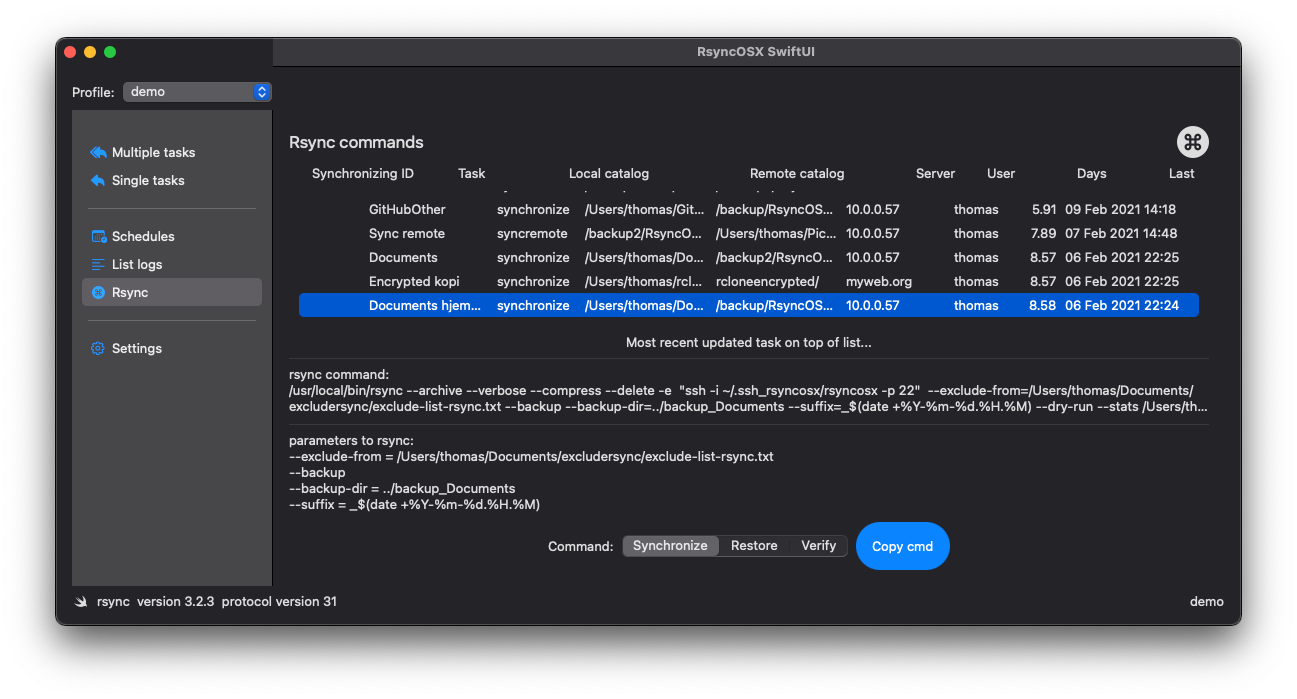 RsyncOSX SwiftUI
Profile: demo
Multiple tasks
Single tasks
Schedules
List logs
Rsync
Settings
Rsync commands
Synchronizing ID Task Local catalog Remote catalog Server User Days Last
GitHubOther synchronize /Users/thomas/Git... /backup/RsyncOS... 10.0.0.57 thomas 5.91 09 Feb 2021 14:18
Sync remote syncremote /backup2/RsyncO... /Users/thomas/Pic... 10.0.0.57 thomas 7.89 07 Feb 2021 14:48
Documents synchronize /Users/thomas/Do... /backup2/RsyncO... 10.0.0.57 thomas 8.57 06 Feb 2021 22:25
Encrypted kopi synchronize /Users/thomas/rcl... rcloneencrypted/ myweb.org thomas 8.57 06 Feb 2021 22:25
Documents hjem... synchronize /Users/thomas/Do... /backup/RsyncOS... 10.0.0.57 thomas 8.58 06 Feb 2021 22:24
Most recent updated task on top of list...
rsync command:
/usr/local/bin/rsync --archive --verbose --compress --delete -e "ssh -i ~/.ssh_rsyncosx/rsyncosx -p 22" --exclude-from=/Users/thomas/Documents/
excludersync/exclude-list-rsync.txt --backup --backup-dir=../backup_Documents --suffix=_$(date +%Y-%m-%d.%H.%M) --dry-run --stats /Users/th...
parameters to rsync:
--exclude-from = /Users/thomas/Documents/excludersync/exclude-list-rsync.txt
--backup
--backup-dir = ../backup_Documents
--suffix = _$(date +%Y-%m-%d.%H.%M)
Command: Synchronize Restore Verify Copy cmd
rsync version 3.2.3 protocol version 31
demo